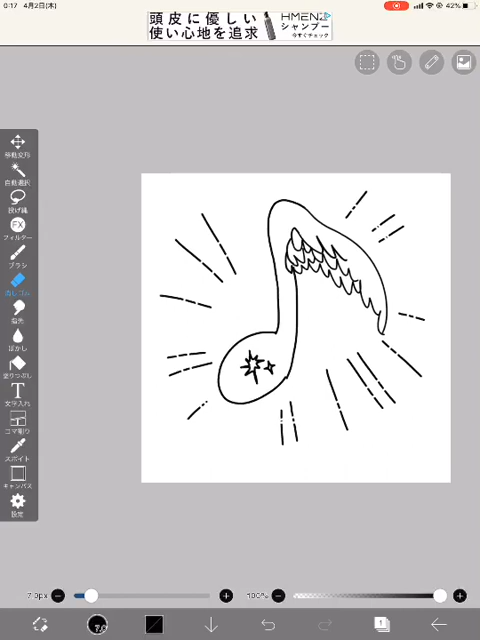 0:17 4月2日(木)
42%
頭皮に優しい
使い心地を追求
HMENZ
シャンプー
今すぐチェック
移動変形
自動選択
投げ縄
FX
フィルター
ブラシ
消しゴム
指先
ぼかし
塗りつぶし
T
文字入れ
コマ割り
スポイト
キャンバス
設定
7.0px
100%
7.0
1